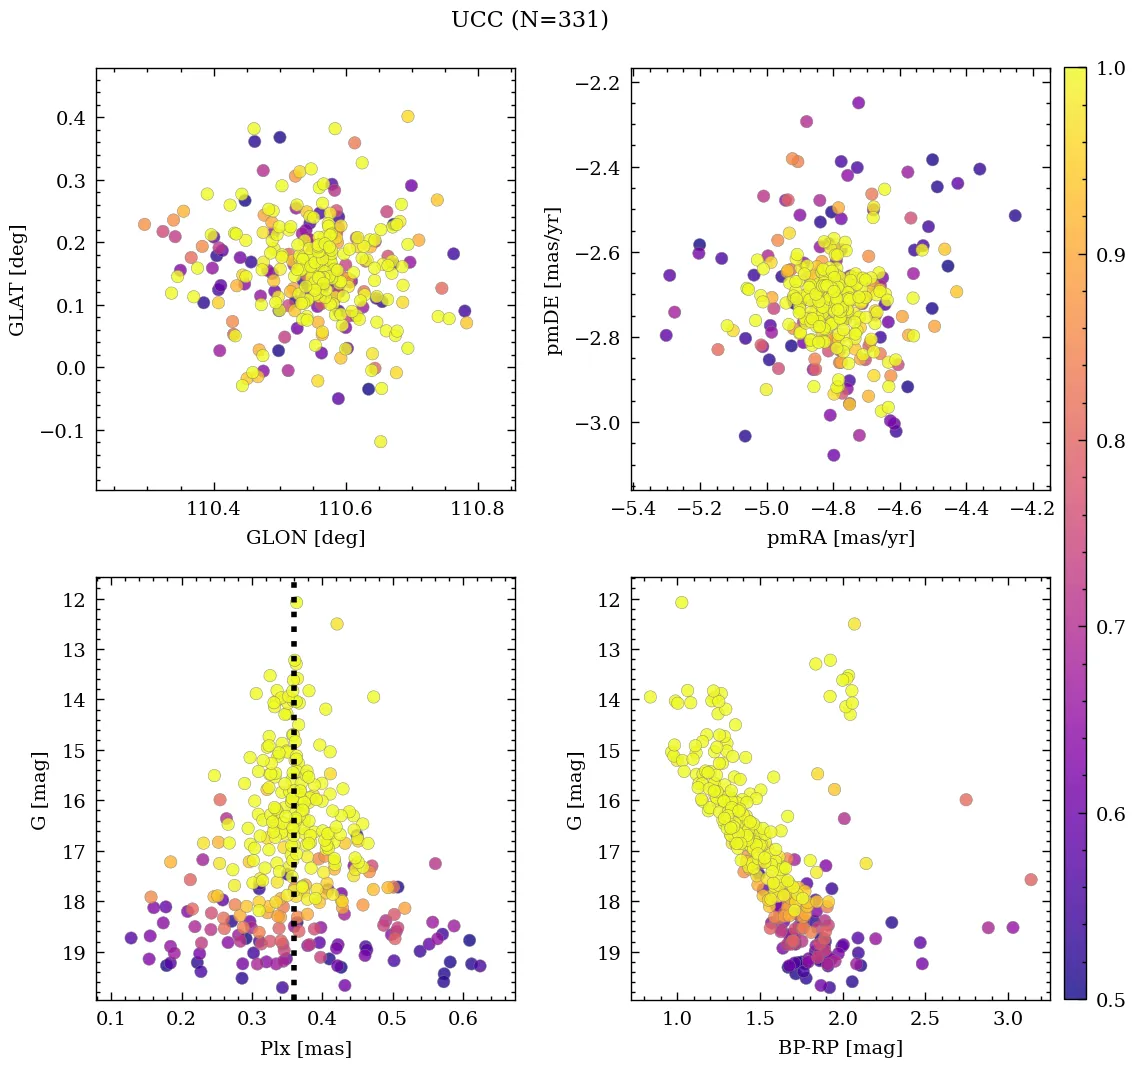 UCC (N=331)
0.4
0.3
0.2
0.1
0.0
−0.1
GLAT [deg]
110.4 110.6 110.8
GLON [deg]
−2.2
−2.4
−2.6
−2.8
−3.0
pmDE [mas/yr]
−5.4 −5.2 −5.0 −4.8 −4.6 −4.4 −4.2
pmRA [mas/yr]
12
13
14
15
16
17
18
19
G [mag]
0.1 0.2 0.3 0.4 0.5 0.6
Plx [mas]
12
13
14
15
16
17
18
19
G [mag]
1.0 1.5 2.0 2.5 3.0
BP-RP [mag]
1.0
0.9
0.8
0.7
0.6
0.5